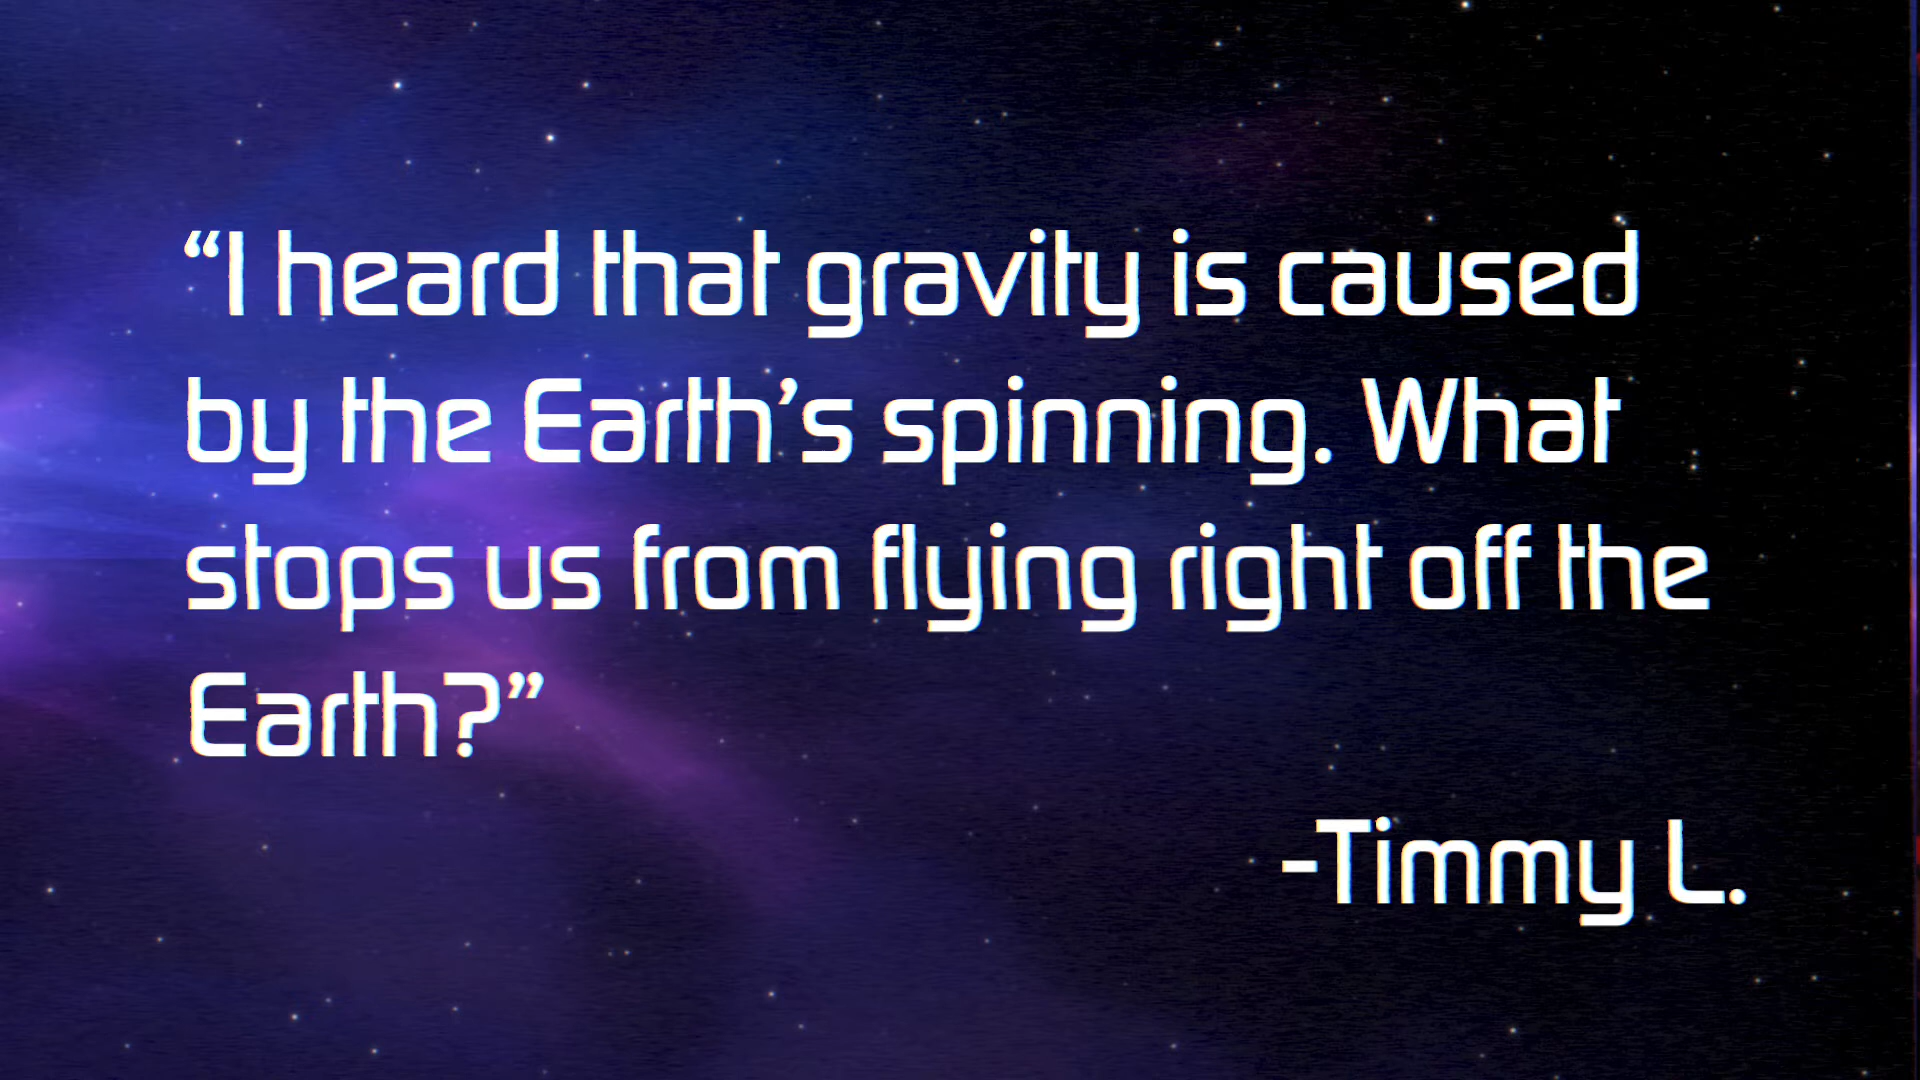 “I heard that gravity is caused
by the Earth’s spinning. What
stops us from flying right off the
Earth?”
-Timmy L.